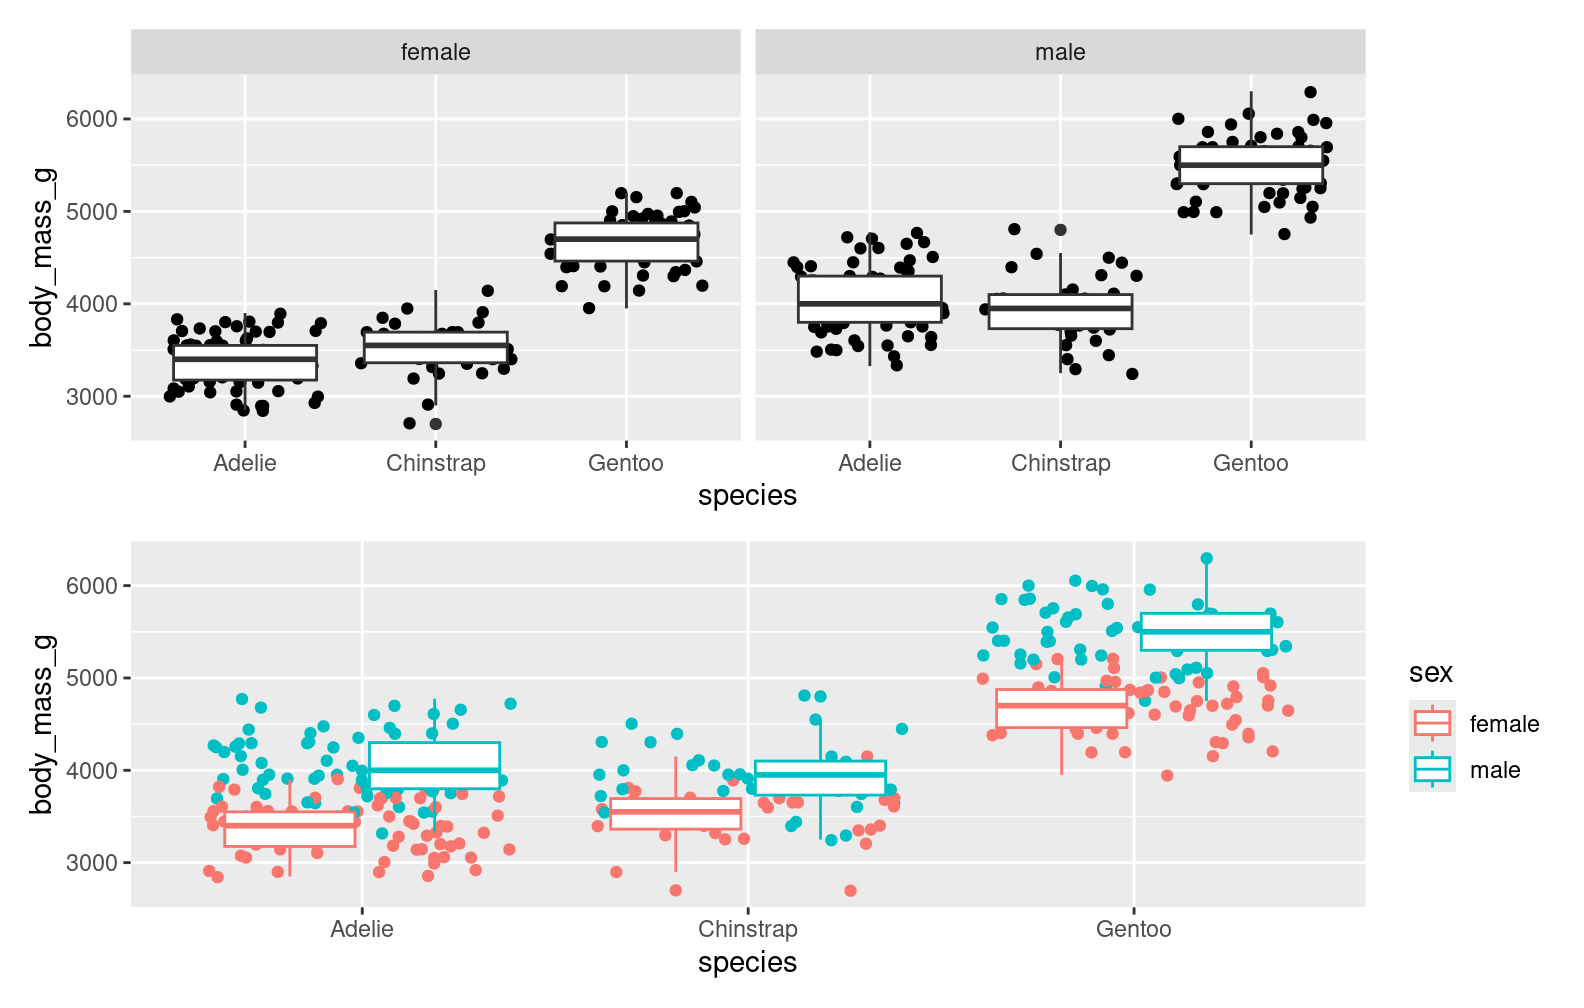 female
male
body_mass_g
6000
5000
4000
3000
Adelie
Chinstrap
Gentoo
Adelie
Chinstrap
Gentoo
species
body_mass_g
6000
5000
4000
3000
Adelie
Chinstrap
Gentoo
species
sex
female
male